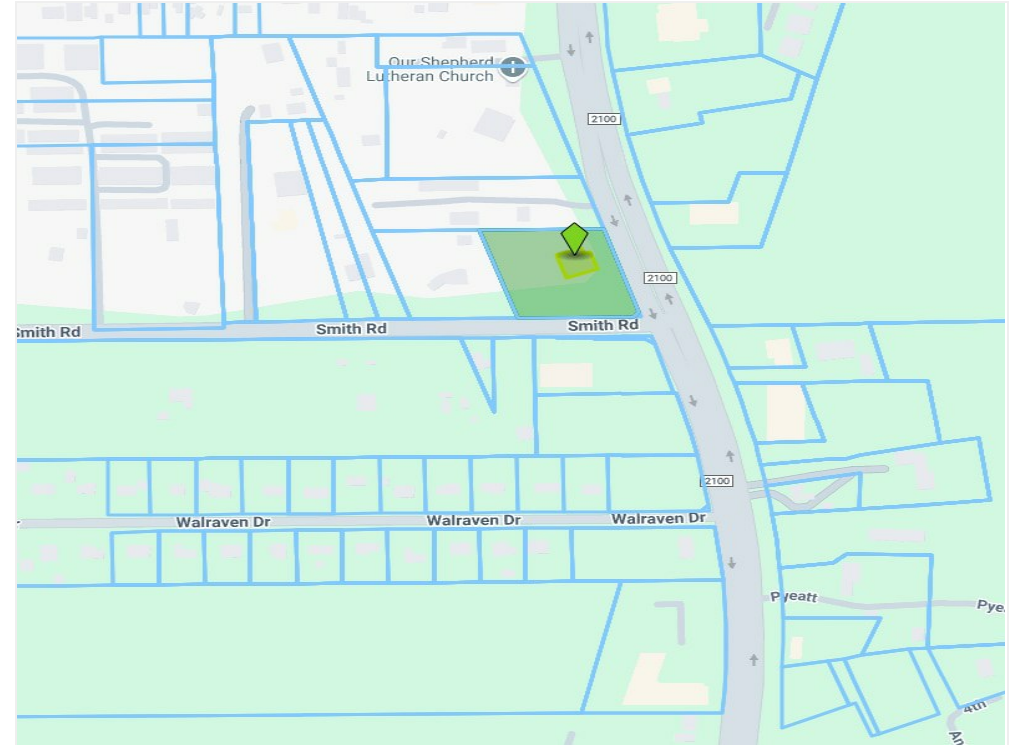 Our Shepherd
Lutheran Church
2100
2100
Smith Rd
Smith Rd
Smith Rd
2100
Walraven Dr
Walraven Dr
Walraven Dr
Pyeatt
Pye
4th
An